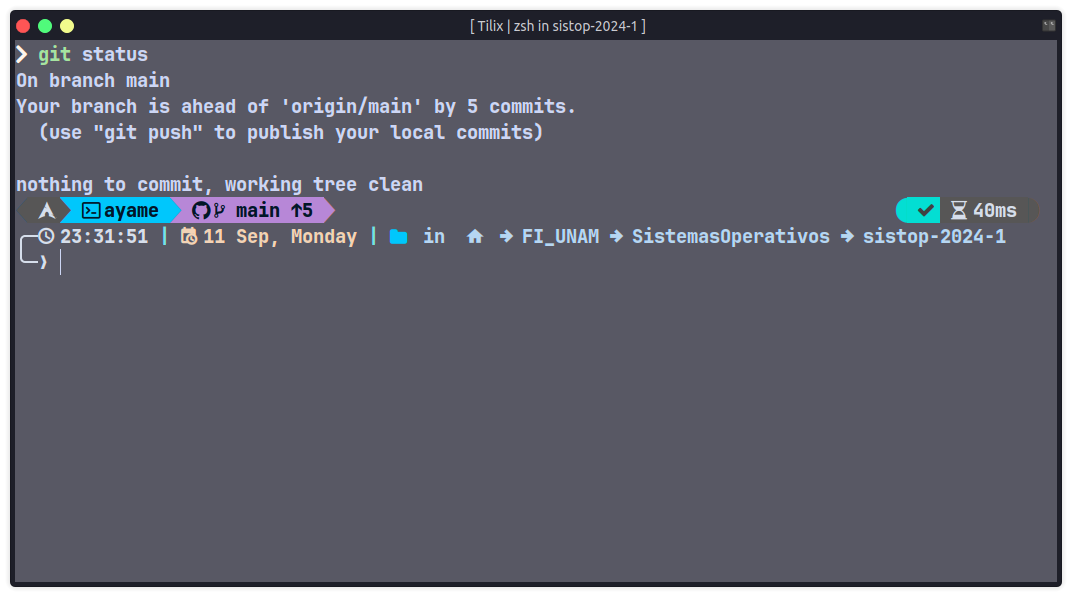 [ Tilix | zsh in sistop-2024-1 ]
❯ git status
On branch main
Your branch is ahead of 'origin/main' by 5 commits.
  (use "git push" to publish your local commits)

nothing to commit, working tree clean
ayame main ↑5 ✔ 40ms
23:31:51 | 11 Sep, Monday | in ➜ FI_UNAM ➜ SistemasOperativos ➜ sistop-2024-1